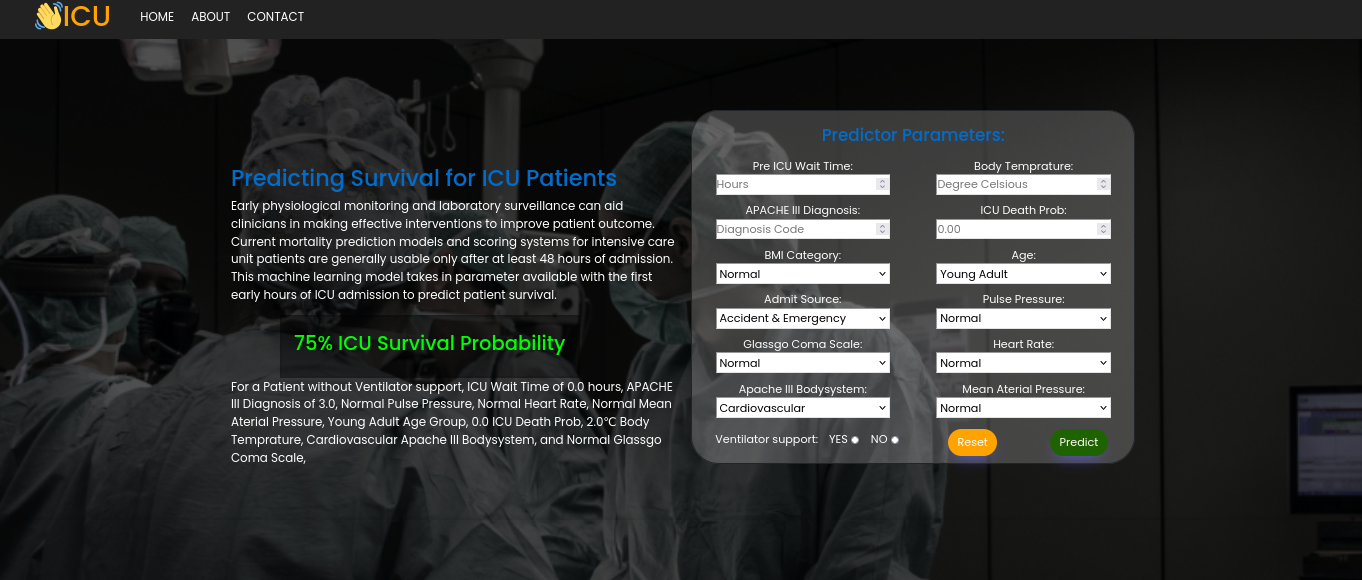 ICU
HOME ABOUT CONTACT
Predicting Survival for ICU Patients
Early physiological monitoring and laboratory surveillance can aid
clinicians in making effective interventions to improve patient outcome.
Current mortality prediction models and scoring systems for intensive care
unit patients are generally usable only after at least 48 hours of admission.
This machine learning model takes in parameter available with the first
early hours of ICU admission to predict patient survival.
75% ICU Survival Probability
For a Patient without Ventilator support, ICU Wait Time of 0.0 hours, APACHE
III Diagnosis of 3.0, Normal Pulse Pressure, Normal Heart Rate, Normal Mean
Aterial Pressure, Young Adult Age Group, 0.0 ICU Death Prob, 2.0°C Body
Temprature, Cardiovascular Apache III Bodysystem, and Normal Glassgo
Coma Scale,
Predictor Parameters:
Pre ICU Wait Time: Body Temprature:
Hours Degree Celsious
APACHE III Diagnosis: ICU Death Prob:
Diagnosis Code 0.00
BMI Category: Age:
Normal Young Adult
Admit Source: Pulse Pressure:
Accident & Emergency Normal
Glassgo Coma Scale: Heart Rate:
Normal Normal
Apache III Bodysystem: Mean Aterial Pressure:
Cardiovascular Normal
Ventilator support: YES NO Reset Predict